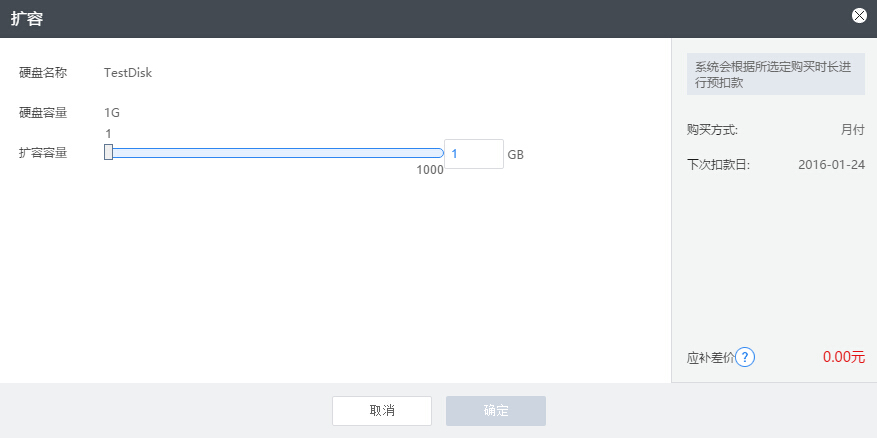 扩容
硬盘名称 TestDisk
硬盘容量 1G
1
扩容容量 1 GB
1000
系统会根据所选定购买时长进
行预扣款
购买方式: 月付
下次扣款日: 2016-01-24
应补差价 ? 0.00元
取消 确定